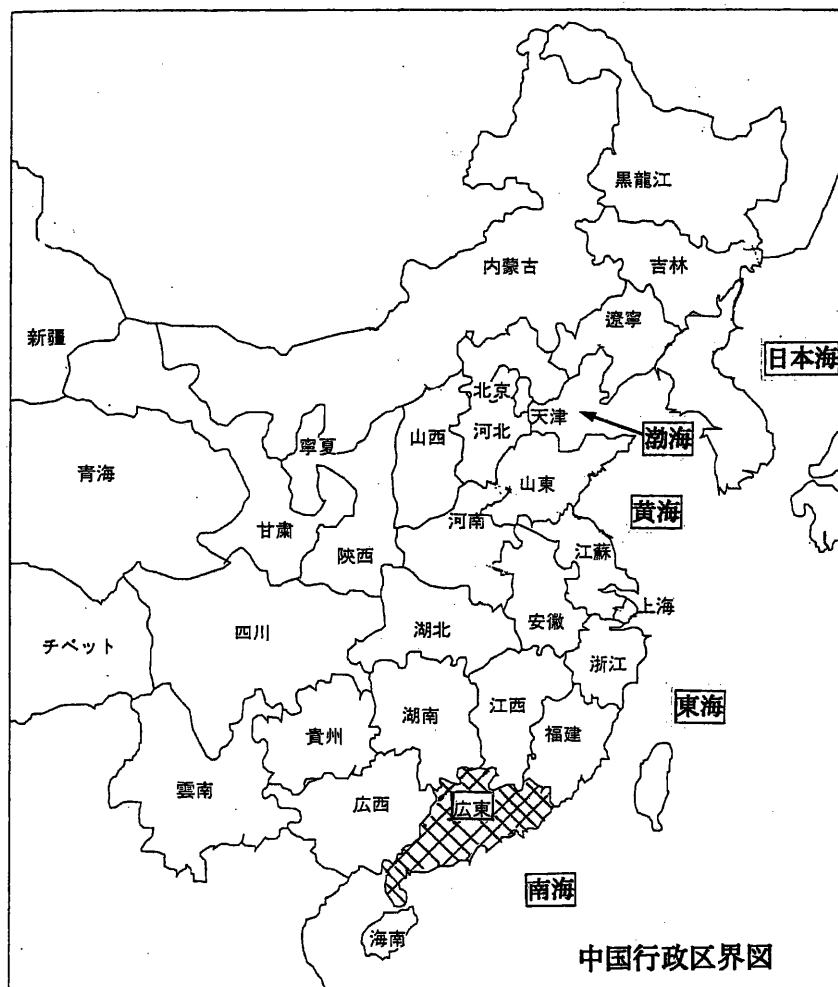 黒龍江
内蒙古
吉林
遼寧
新疆
日本海
北京
天津
山西
河北
渤海
寧夏
青海
山東
黄海
甘粛
河南
陝西
江蘇
上海
チベット
四川
湖北
安徽
浙江
東海
湖南
江西
貴州
福建
雲南
広西
広東
南海
海南
中国行政区界図